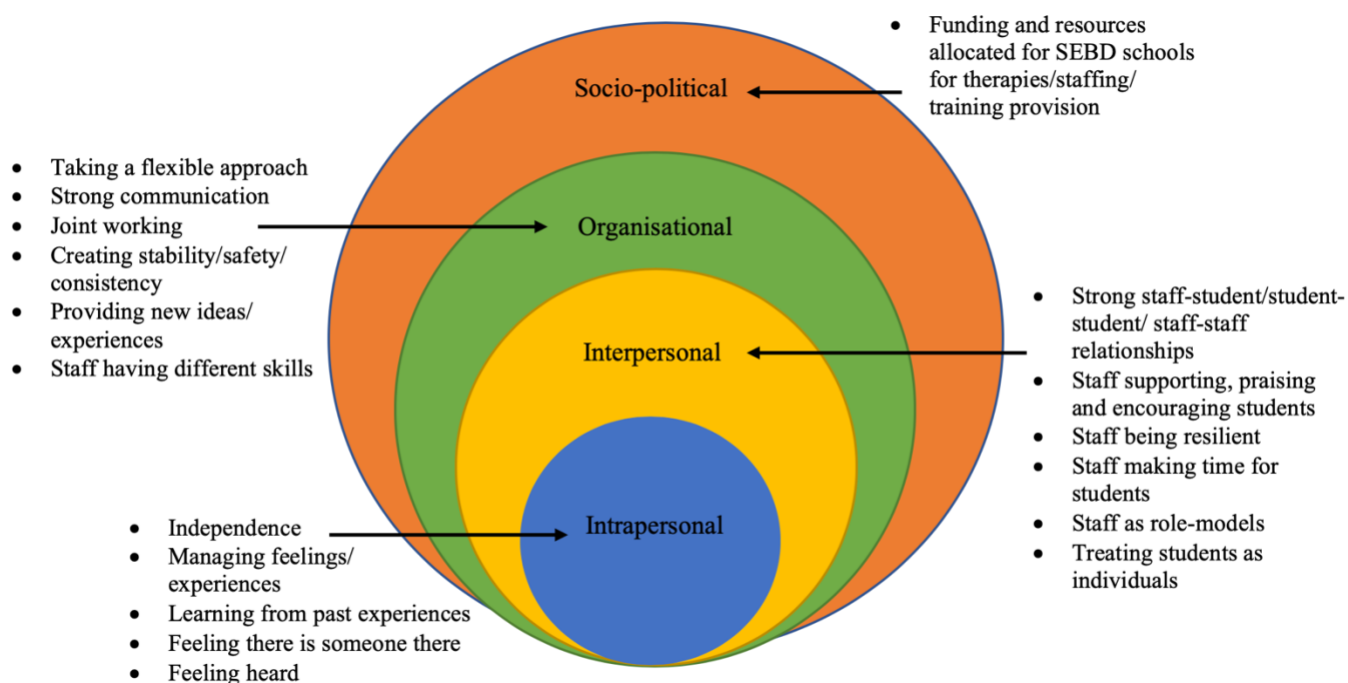 • Funding and resources
allocated for SEBD schools
for therapies/staffing/
training provision
Socio-political
• Taking a flexible approach
• Strong communication
• Joint working
• Creating stability/safety/
consistency
• Providing new ideas/
experiences
• Staff having different skills
Organisational
• Strong staff-student/student-
student/ staff-staff
relationships
• Staff supporting, praising
and encouraging students
• Staff being resilient
• Staff making time for
students
• Staff as role-models
• Treating students as
individuals
Interpersonal
• Independence
• Managing feelings/
experiences
• Learning from past experiences
• Feeling there is someone there
• Feeling heard
Intrapersonal